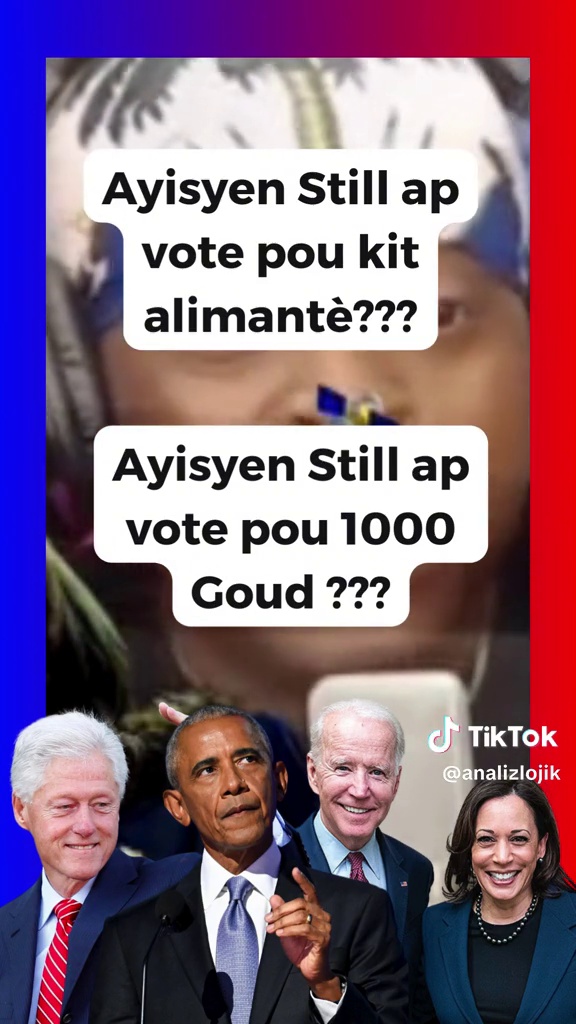 Ayisyen Still ap
vote pou kit
alimantè???
Ayisyen Still ap
vote pou 1000
Goud ???
TikTok
@analizlojik